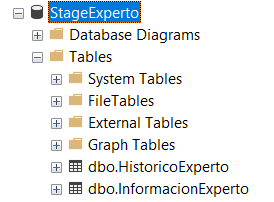 StageExperto
Database Diagrams
Tables
System Tables
FileTables
External Tables
Graph Tables
dbo.HistoricoExperto
dbo.InformacionExperto